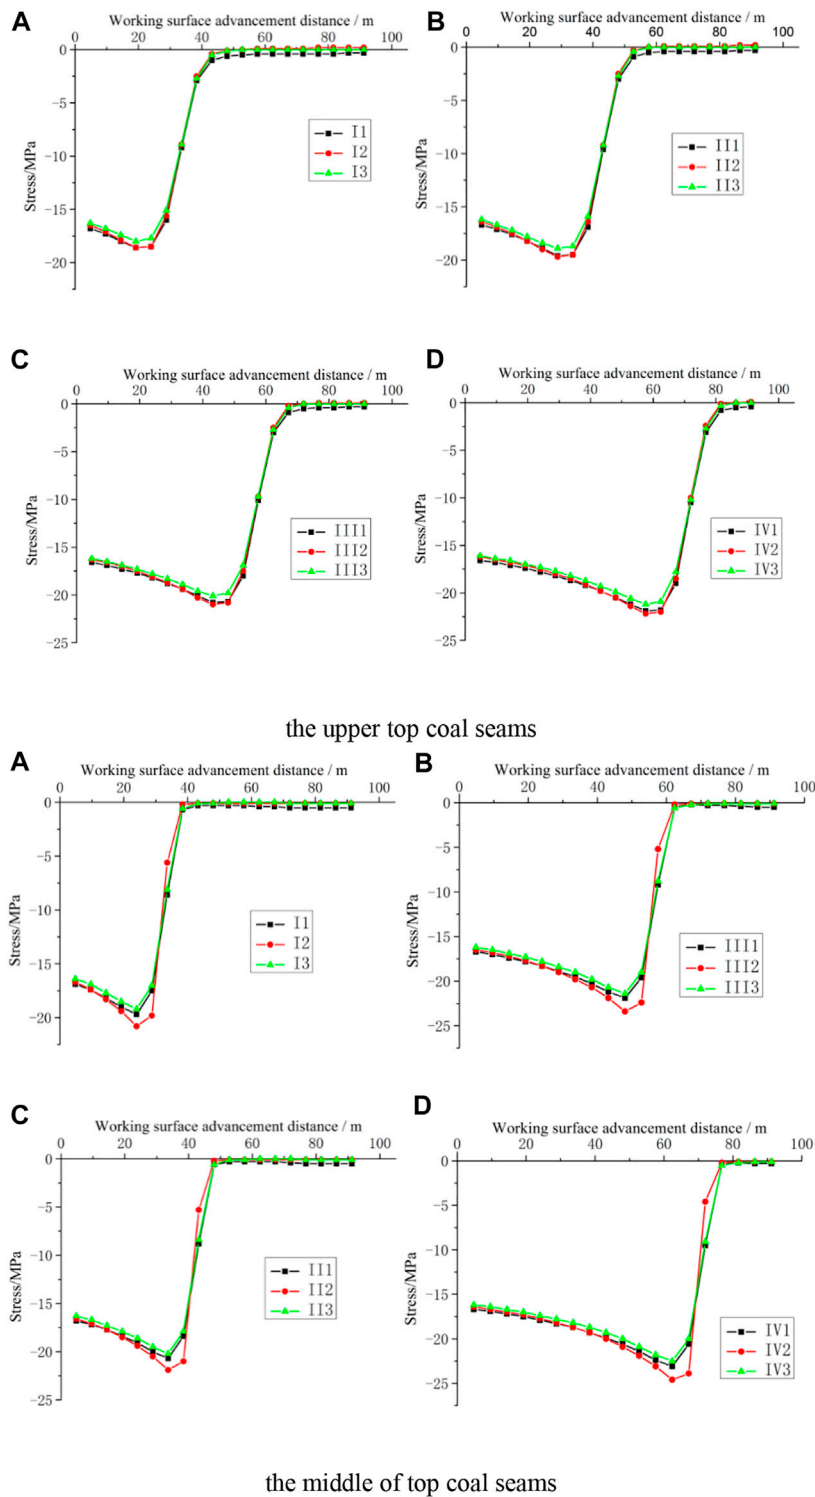 A
Working surface advancement distance / m
0 20 40 60 80 100
0
−5
−10
−15
−20
Stress/MPa
I1
I2
I3
B
Working surface advancement distance / m
0 20 40 60 80 100
0
−5
−10
−15
−20
Stress/MPa
II1
II2
II3
C
Working surface advancement distance / m
0 20 40 60 80 100
0
−5
−10
−15
−20
−25
Stress/MPa
III1
III2
III3
D
Working surface advancement distance / m
0 20 40 60 80 100
0
−5
−10
−15
−20
−25
Stress/MPa
IV1
IV2
IV3
the upper top coal seams
A
Working surface advancement distance / m
0 20 40 60 80 100
0
−5
−10
−15
−20
Stress/MPa
I1
I2
I3
B
Working surface advancement distance / m
0 20 40 60 80 100
0
−5
−10
−15
−20
−25
Stress/MPa
III1
III2
III3
C
Working surface advancement distance / m
0 20 40 60 80 100
0
−5
−10
−15
−20
−25
Stress/MPa
II1
II2
II3
D
Working surface advancement distance / m
0 20 40 60 80 100
0
−5
−10
−15
−20
−25
Stress/MPa
IV1
IV2
IV3
the middle of top coal seams